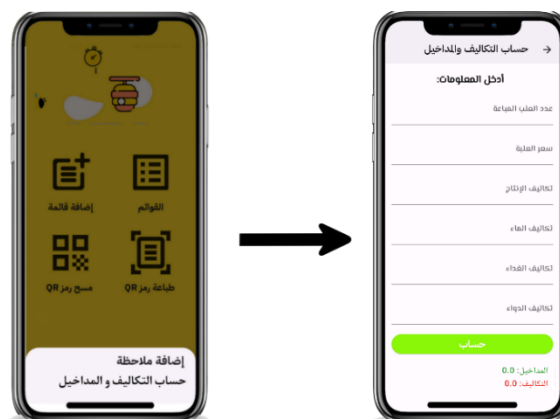 القوائم
إضافة قائمة
طباعة رمز QR
مسح رمز QR
إضافة ملاحظة
حساب التكاليف و المداخيل
حساب التكاليف والمداخيل
أدخل المعلومات:
عدد العلب المباعة
سعر العلبة
تكاليف الإنتاج
تكاليف الماء
تكاليف الغذاء
تكاليف الدواء
حساب
المداخيل: 0.0
التكاليف: 0.0